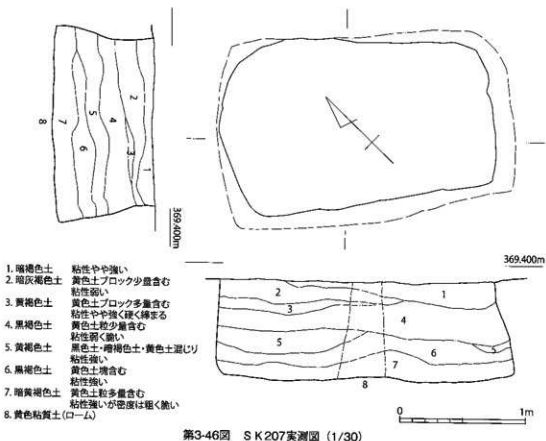 2
5
4
8
7
6
3
1
369.400m
369.400m
2
1
3
4
5
6
5
7
8
1. 暗褐色土 粘性やや強い
2. 暗灰褐色土 黄色土ブロック少量含む
粘性弱い
3. 黄褐色土 黄色土ブロック多量含む
粘性やや強く硬く締まる
4. 黒褐色土 黄色土粒少量含む
粘性弱く脆い
5. 黄褐色土 黒色土・暗褐色土・黄色土混じり
粘性強い
6. 黒褐色土 黄色土塊含む
粘性強い
7. 暗黄褐色土 黄色土粒多量含む
粘性強いが密度は粗く脆い
8. 黄色粘質土(ローム)
0 1m
第3-46図 SK207実測図 (1/30)